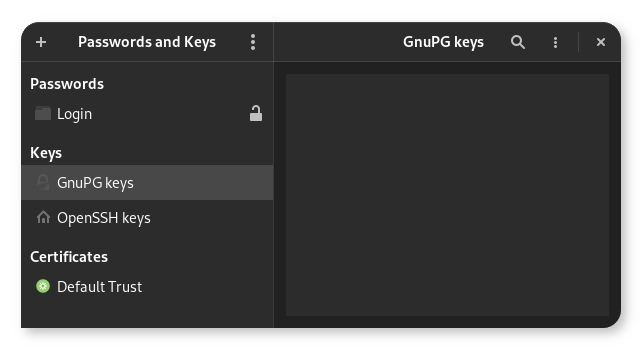 Passwords and Keys
GnuPG keys
Passwords
Login
Keys
GnuPG keys
OpenSSH keys
Certificates
Default Trust